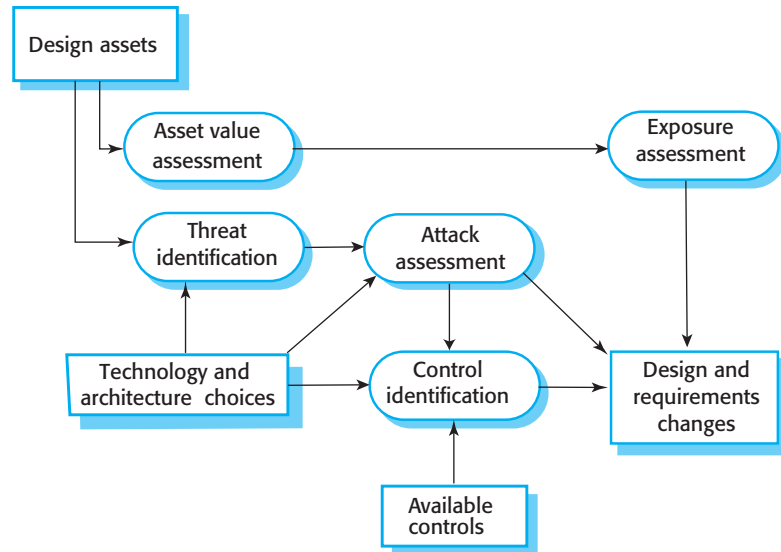 Design assets
Asset value
assessment
Exposure
assessment
Threat
identification
Attack
assessment
Technology and
architecture choices
Control
identification
Design and
requirements
changes
Available
controls